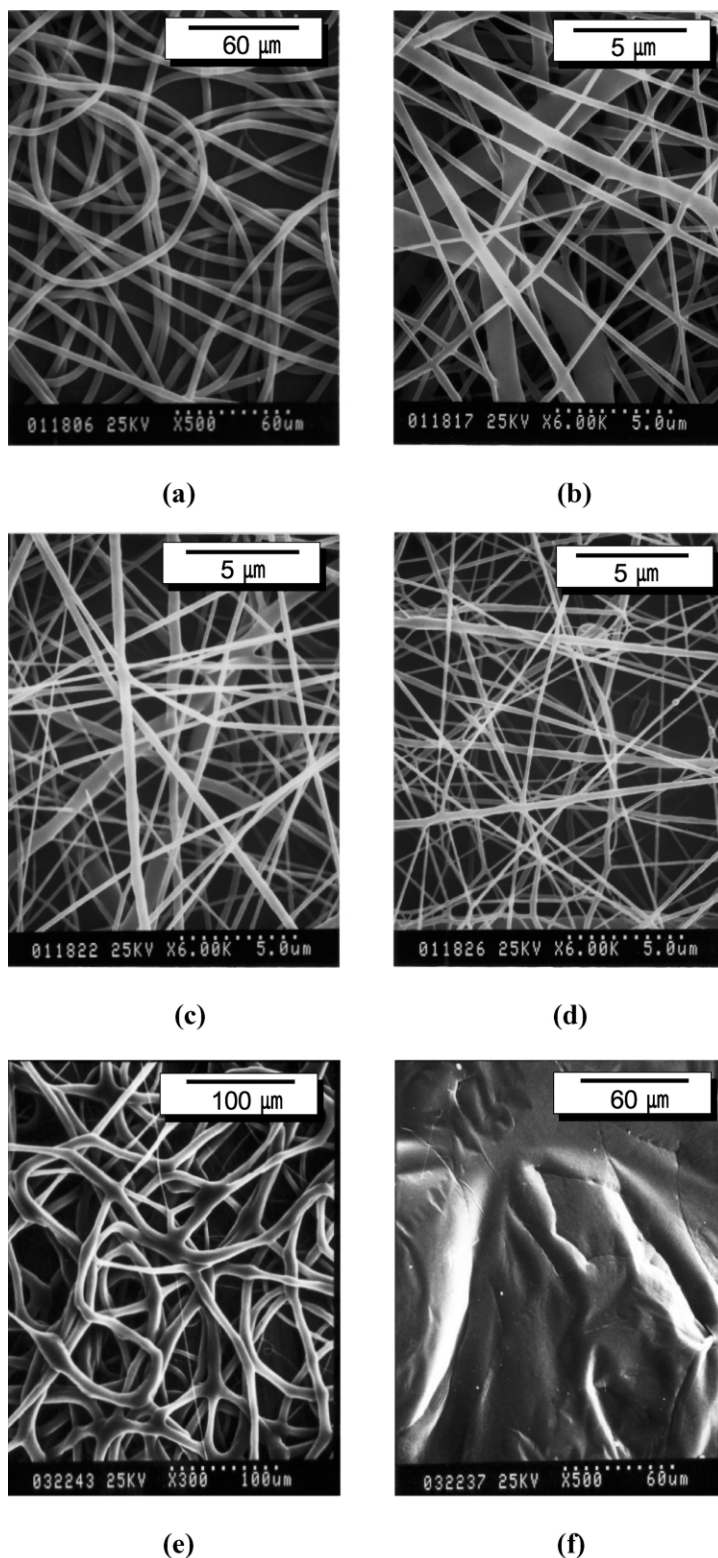 60 μm
5 μm
011806 25KV X500 60um
011817 25KV X6.00K 5.0um
(a)
(b)
5 μm
5 μm
011822 25KV X6.00K 5.0um
011826 25KV X6.00K 5.0um
(c)
(d)
100 μm
60 μm
032243 25KV X300 100um
032237 25KV X500 60um
(e)
(f)